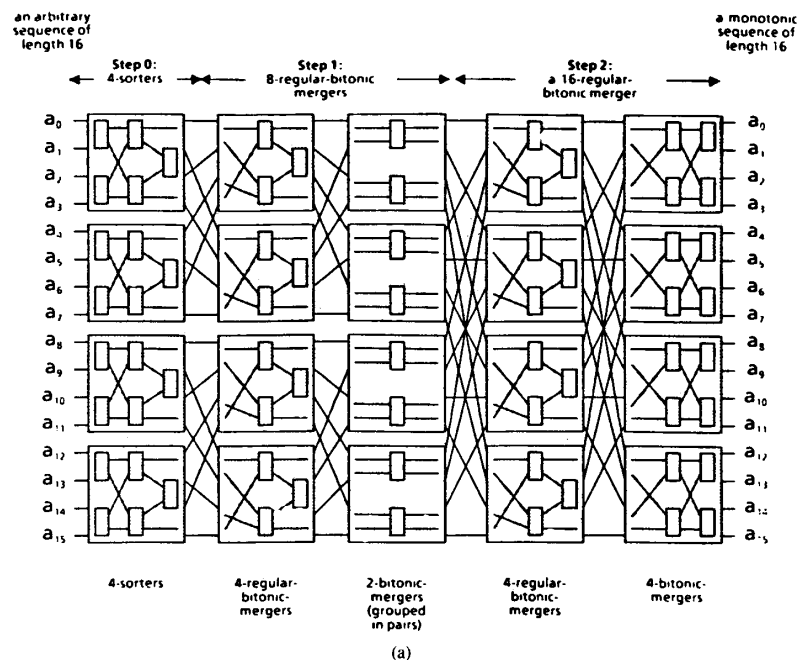 an arbitrary
sequence of
length 16
a monotonic
sequence of
length 16
Step 0:
4-sorters
Step 1:
8-regular-bitonic
mergers
Step 2:
a 16-regular-
bitonic merger
a₀
a₁
a₂
a₃
a₄
a₅
a₆
a₇
a₈
a₉
a₁₀
a₁₁
a₁₂
a₁₃
a₁₄
a₁₅
a₀
a₁
a₂
a₃
a₄
a₅
a₆
a₇
a₈
a₉
a₁₀
a₁₁
a₁₂
a₁₃
a₁₄
a₁₅
4-sorters
4-regular-
bitonic-
mergers
2-bitonic-
mergers
(grouped
in pairs)
4-regular-
bitonic-
mergers
4-bitonic-
mergers
(a)